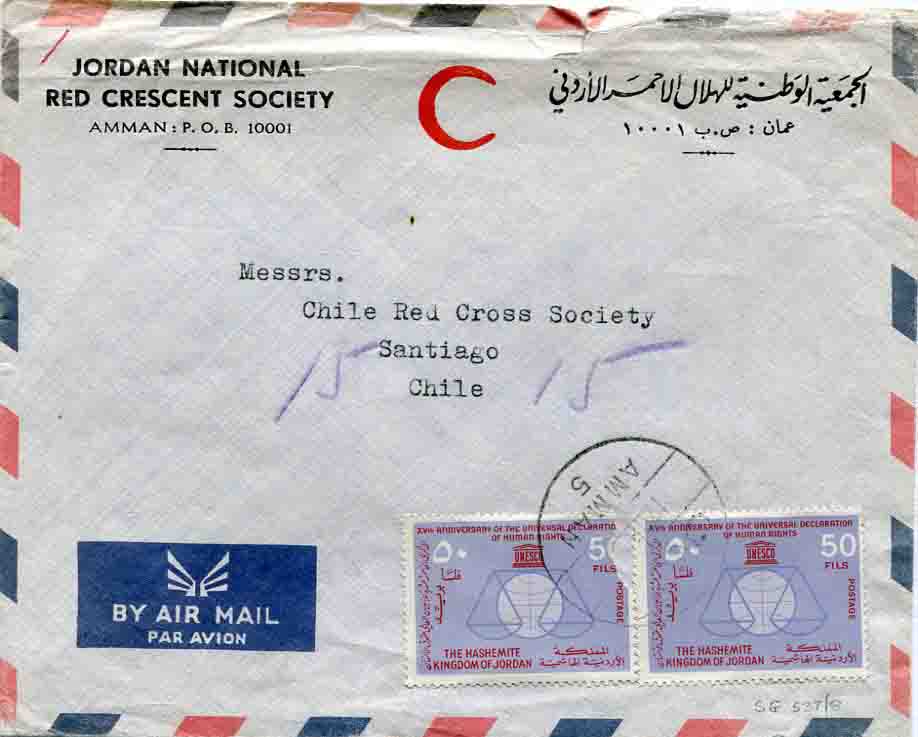 JORDAN NATIONAL
RED CRESCENT SOCIETY
AMMAN : P. O. B. 10001
الجمعية الوطنية للهلال الاحمر الأردني
عمان : ص.ب ١٠٠٠١
Messrs.
Chile Red Cross Society
Santiago
Chile
15 15
AMMAN
5
BY AIR MAIL
PAR AVION
XVth ANNIVERSARY OF THE UNIVERSAL DECLARATION
OF HUMAN RIGHTS
٥٠ 50
UNESCO
فلسا
FILS
بريد
THE HASHEMITE
KINGDOM OF JORDAN
المملكة
الأردنية الهاشمية
XVth ANNIVERSARY OF THE UNIVERSAL DECLARATION
OF HUMAN RIGHTS
٥٠ 50
UNESCO
فلسا
FILS
بريد
POSTAGE
THE HASHEMITE
KINGDOM OF JORDAN
المملكة
الأردنية الهاشمية
POSTAGE
SG 527/8